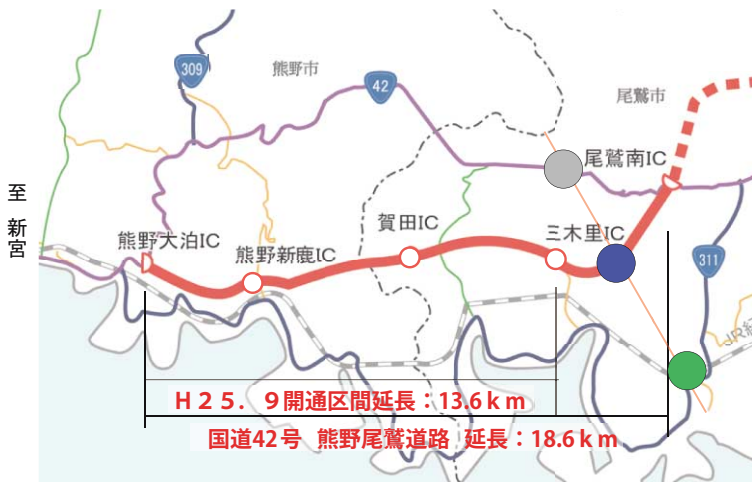 309
熊野市
42
尾鷲市
尾鷲南IC
至 新宮
熊野大泊IC
熊野新鹿IC
賀田IC
三木里IC
311
H25.9開通区間延長：13.6km
国道42号 熊野尾鷲道路 延長：18.6km